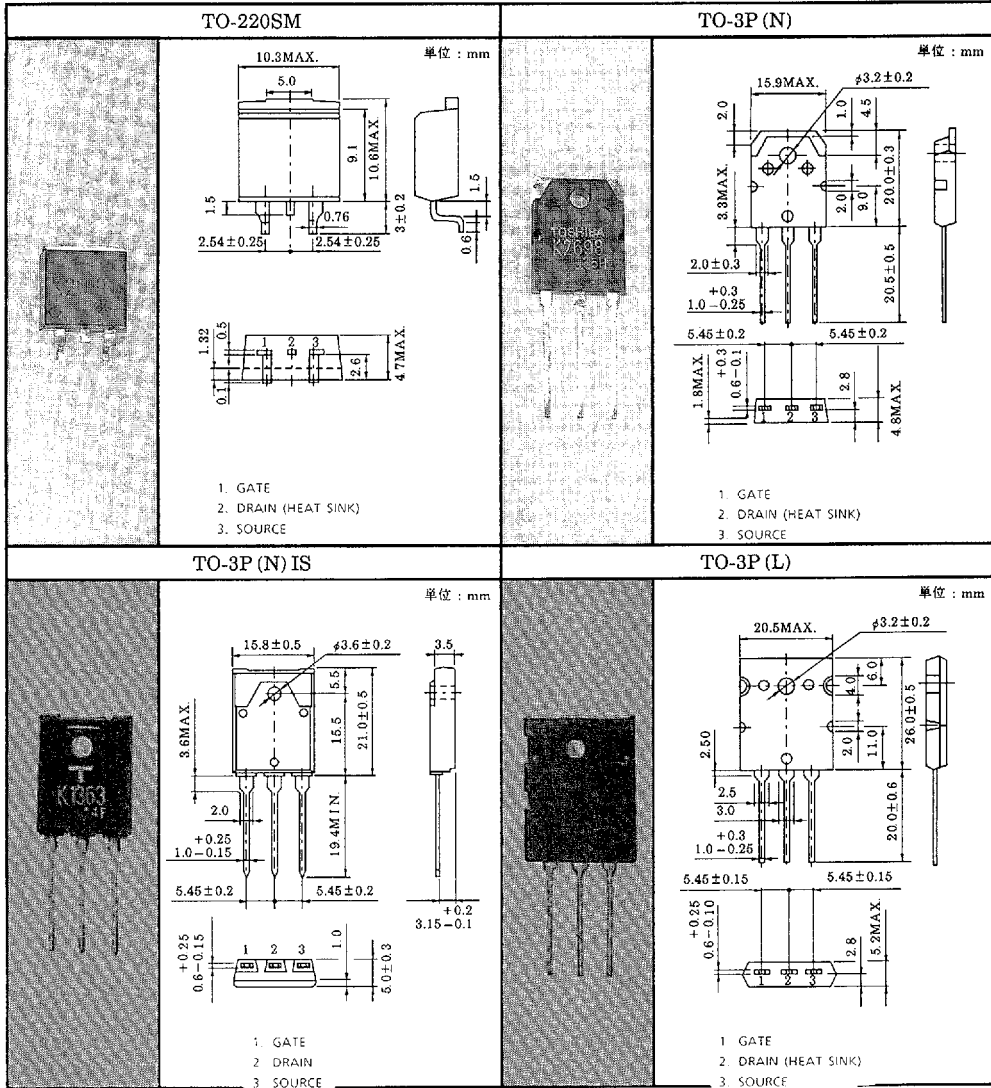 TO-220SM
単位 : mm
10.3MAX.
5.0
9.1
10.6MAX.
1.5
0.76
3±0.2
1.5
0.6
2.54±0.25
2.54±0.25
1.32
0.5
1 2 3
2.6
4.7MAX.
0.1
1. GATE
2. DRAIN (HEAT SINK)
3. SOURCE
TO-3P (N)
単位 : mm
TOSHIBA
15.9MAX.
φ3.2±0.2
2.0
1.0
4.5
3.3MAX.
2.0
9.0
20.0±0.3
2.0±0.3
+0.3
1.0-0.25
20.5±0.5
5.45±0.2
5.45±0.2
1.8MAX.
+0.3
0.6-0.1
2.8
4.8MAX.
1 2 3
1. GATE
2. DRAIN (HEAT SINK)
3 SOURCE
TO-3P (N) IS
単位 : mm
K1363
15.8±0.5
φ3.6±0.2
3.5
5.5
15.5
21.0±0.5
3.6MAX.
2.0
+0.25
1.0-0.15
19.4MIN
5.45±0.2
5.45±0.2
+0.2
3.15-0.1
+0.25
0.6-0.15
1 2 3
1.0
5.0±0.3
1. GATE
2 DRAIN
3 SOURCE
TO-3P (L)
単位 : mm
20.5MAX.
φ3.2±0.2
6.0
4.0
26.0±0.5
2.50
2.0
11.0
2.5
3.0
+0.3
1.0-0.25
20.0±0.6
5.45±0.15
5.45±0.15
+0.25
0.6-0.10
2.8
5.2MAX.
1 2 3
1 GATE
2. DRAIN (HEAT SINK)
3. SOURCE